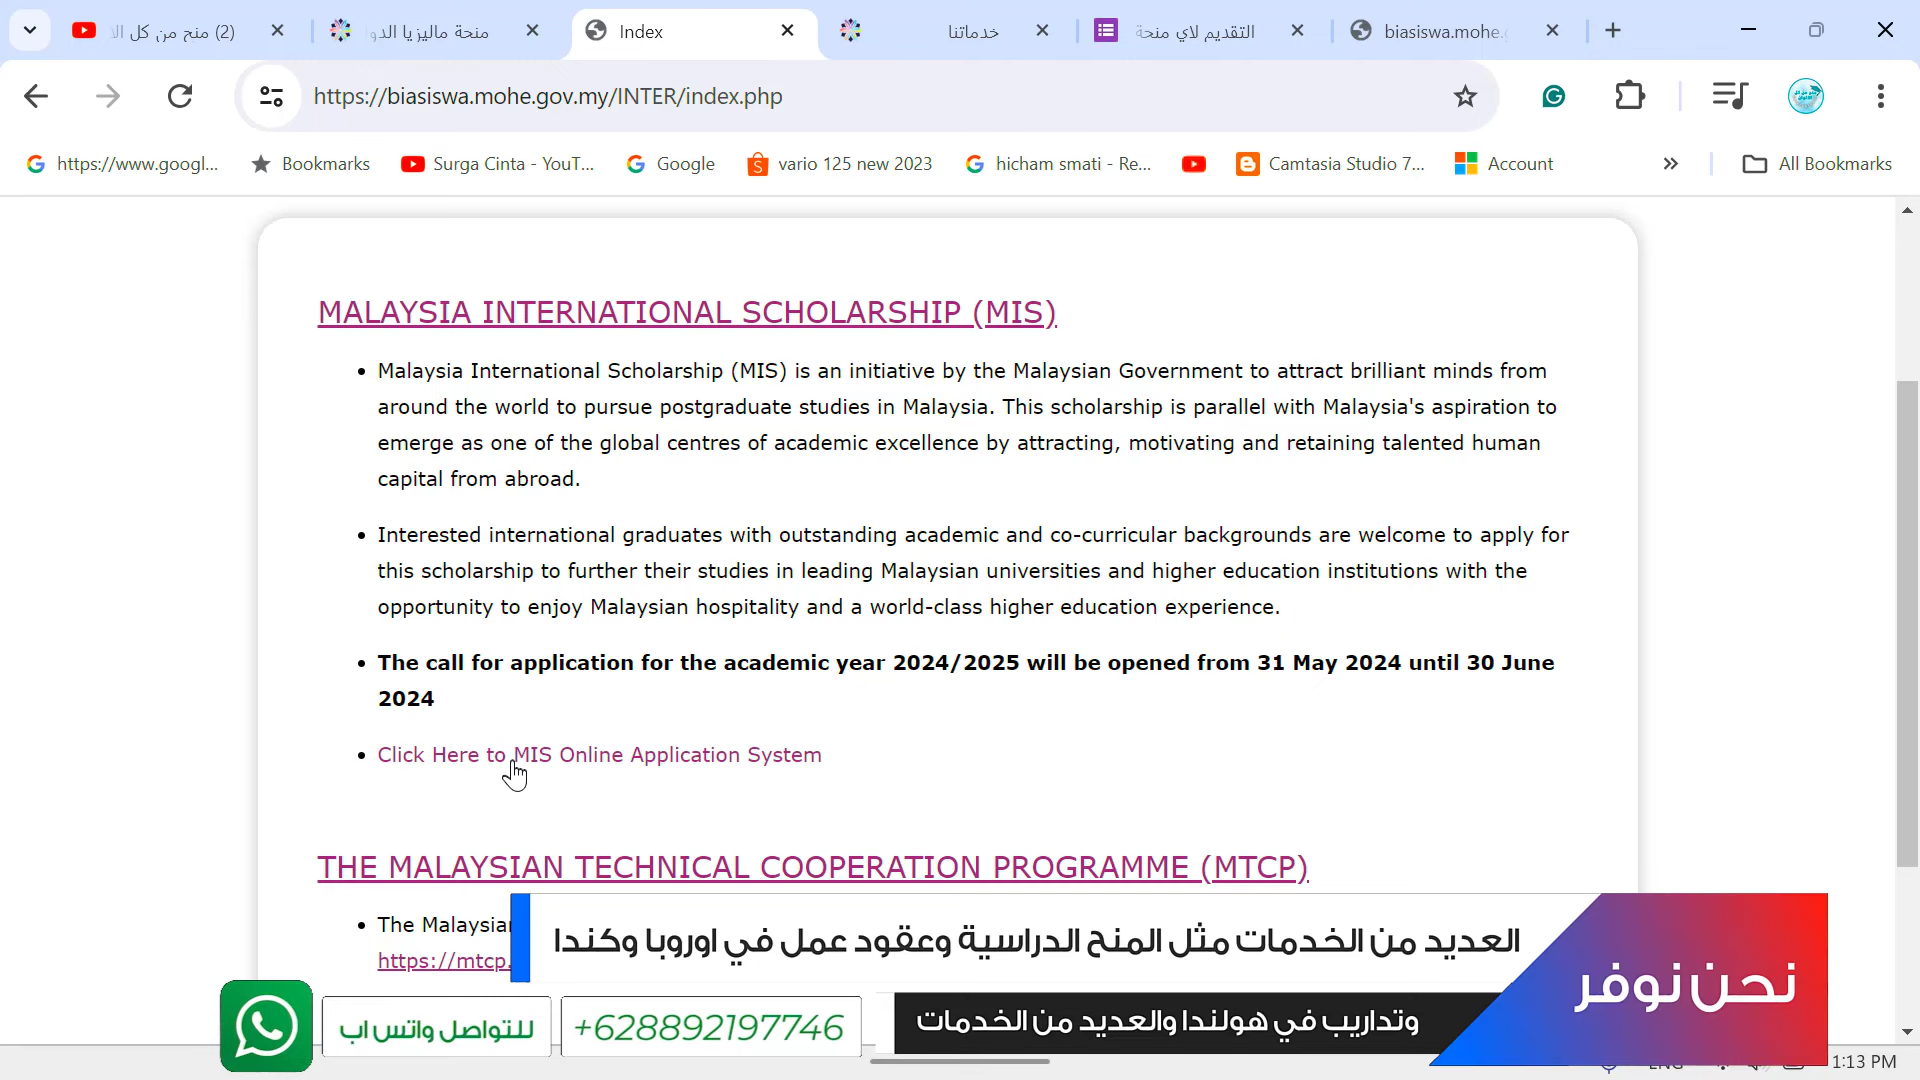 (2) منح من كل الا
منحة ماليزيا الدو
Index
خدماتنا
التقديم لاي منحة
biasiswa.mohe.
https://biasiswa.mohe.gov.my/INTER/index.php
https://www.googl...
Bookmarks
Surga Cinta - YouT...
Google
vario 125 new 2023
hicham smati - Re...
Camtasia Studio 7...
Account
All Bookmarks
MALAYSIA INTERNATIONAL SCHOLARSHIP (MIS)
• Malaysia International Scholarship (MIS) is an initiative by the Malaysian Government to attract brilliant minds from
around the world to pursue postgraduate studies in Malaysia. This scholarship is parallel with Malaysia's aspiration to
emerge as one of the global centres of academic excellence by attracting, motivating and retaining talented human
capital from abroad.
• Interested international graduates with outstanding academic and co-curricular backgrounds are welcome to apply for
this scholarship to further their studies in leading Malaysian universities and higher education institutions with the
opportunity to enjoy Malaysian hospitality and a world-class higher education experience.
• The call for application for the academic year 2024/2025 will be opened from 31 May 2024 until 30 June
2024
• Click Here to MIS Online Application System
THE MALAYSIAN TECHNICAL COOPERATION PROGRAMME (MTCP)
• The Malaysian
https://mtcp.
العديد من الخدمات مثل المنح الدراسية وعقود عمل في اوروبا وكندا
نحن نوفر
وتداريب في هولندا والعديد من الخدمات
للتواصل واتس اب
+628892197746
ENG
1:13 PM